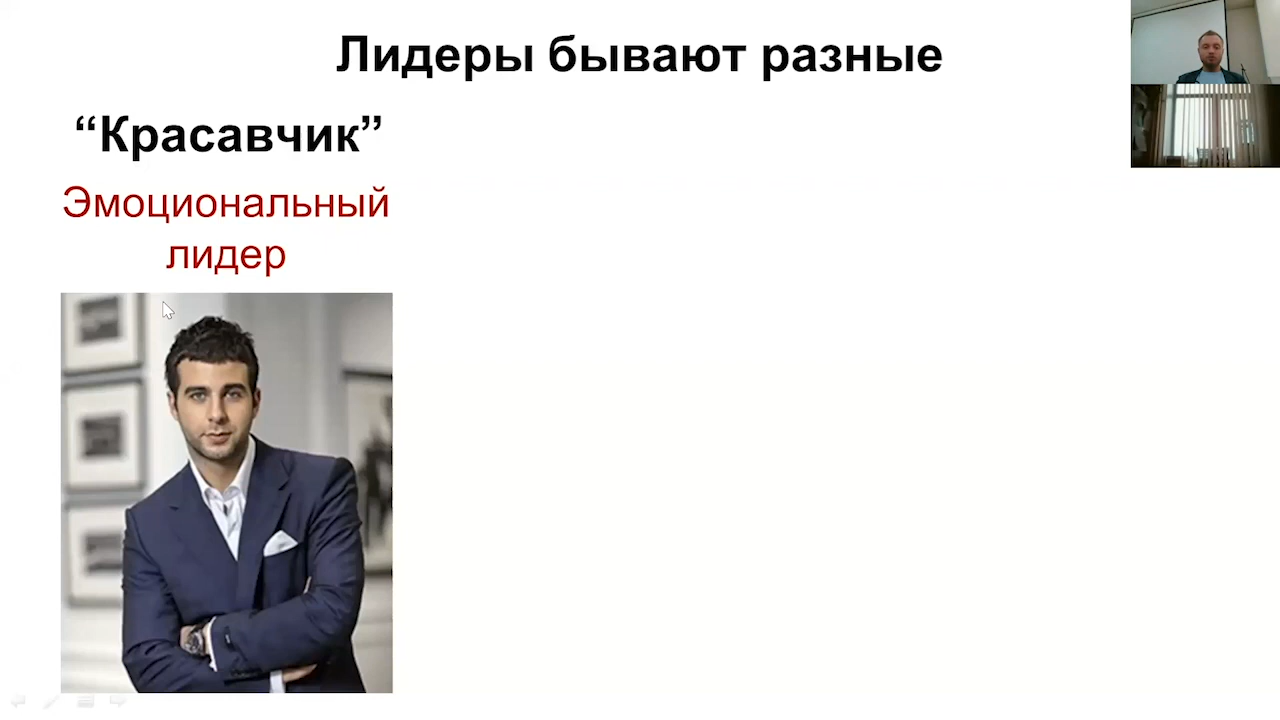 Лидеры бывают разные
“Красавчик”
Эмоциональный
лидер